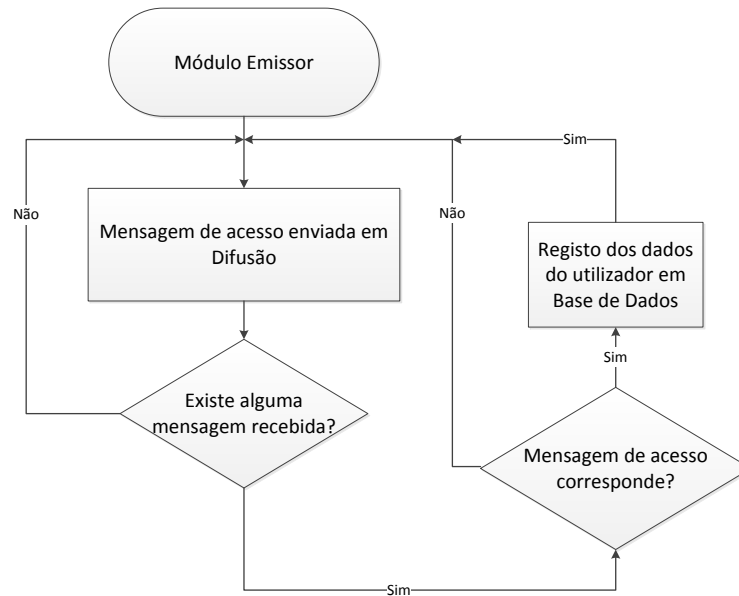 Módulo Emissor
Sim
Não
Não
Mensagem de acesso enviada em
Difusão
Registo dos dados
do utilizador em
Base de Dados
Sim
Existe alguma
mensagem recebida?
Mensagem de acesso
corresponde?
Sim